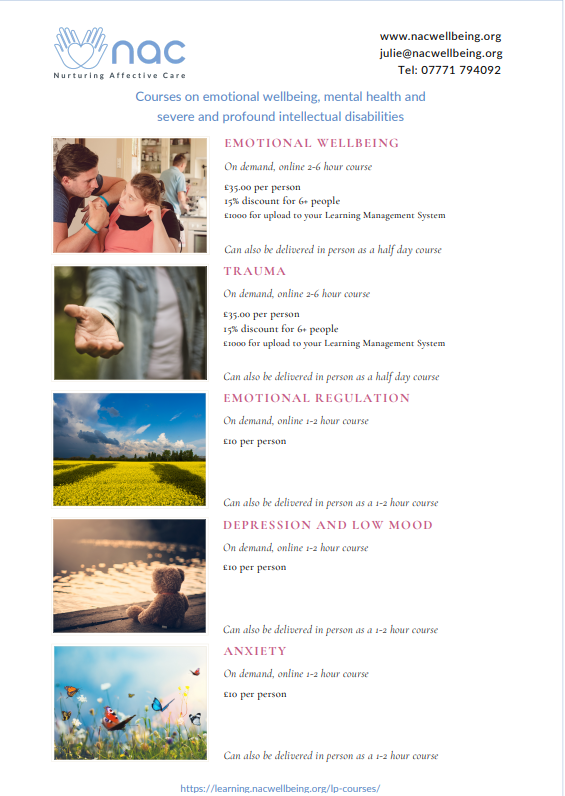 nac
Nurturing Affective Care
www.nacwellbeing.org
julie@nacwellbeing.org
Tel: 07771 794092
Courses on emotional wellbeing, mental health and
severe and profound intellectual disabilities
EMOTIONAL WELLBEING
On demand, online 2-6 hour course
£35.00 per person
15% discount for 6+ people
£1000 for upload to your Learning Management System
Can also be delivered in person as a half day course
TRAUMA
On demand, online 2-6 hour course
£35.00 per person
15% discount for 6+ people
£1000 for upload to your Learning Management System
Can also be delivered in person as a half day course
EMOTIONAL REGULATION
On demand, online 1-2 hour course
£10 per person
Can also be delivered in person as a 1-2 hour course
DEPRESSION AND LOW MOOD
On demand, online 1-2 hour course
£10 per person
Can also be delivered in person as a 1-2 hour course
ANXIETY
On demand, online 1-2 hour course
£10 per person
Can also be delivered in person as a 1-2 hour course
https://learning.nacwellbeing.org/lp-courses/